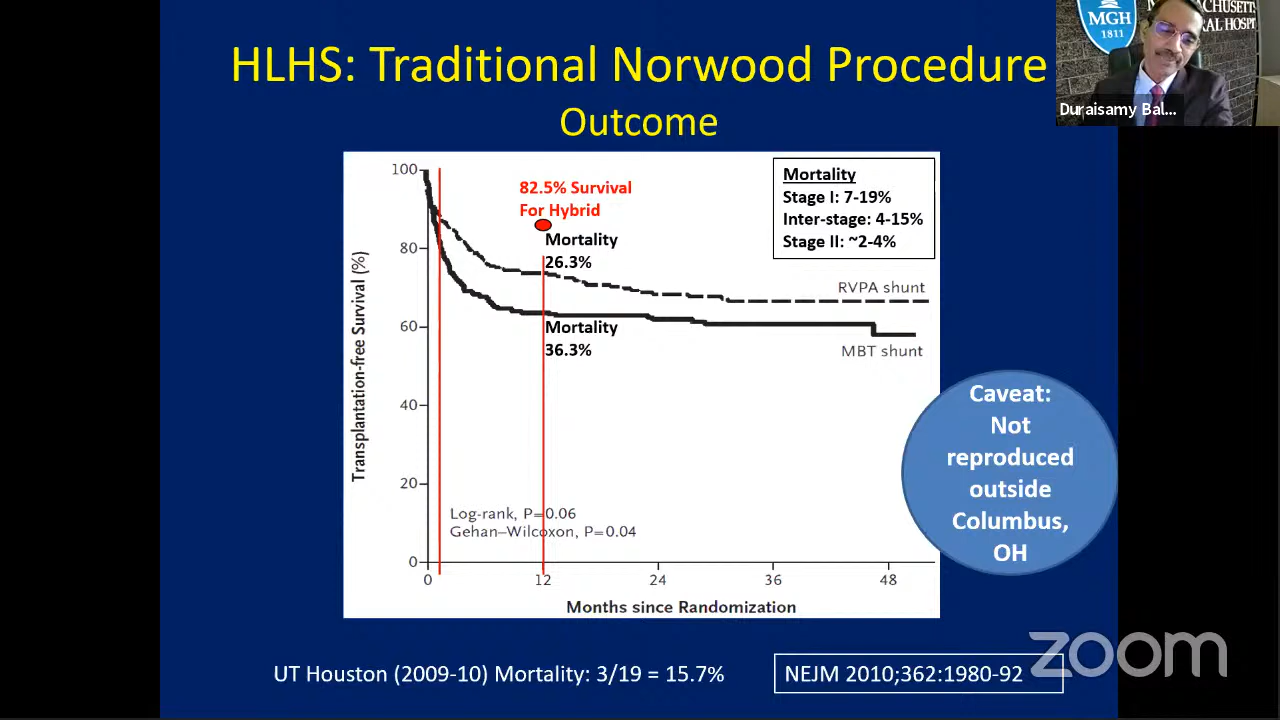 HLHS: Traditional Norwood Procedure
Outcome
MGH
1811
Duraisamy Bal...
100
80
60
40
20
0
Transplantation-free Survival (%)
82.5% Survival
For Hybrid
Mortality
26.3%
Mortality
36.3%
Mortality
Stage I: 7-19%
Inter-stage: 4-15%
Stage II: ~2-4%
RVPA shunt
MBT shunt
Log-rank, P=0.06
Gehan–Wilcoxon, P=0.04
0 12 24 36 48
Months since Randomization
Caveat:
Not
reproduced
outside
Columbus,
OH
UT Houston (2009-10) Mortality: 3/19 = 15.7%
NEJM 2010;362:1980-92
zoom